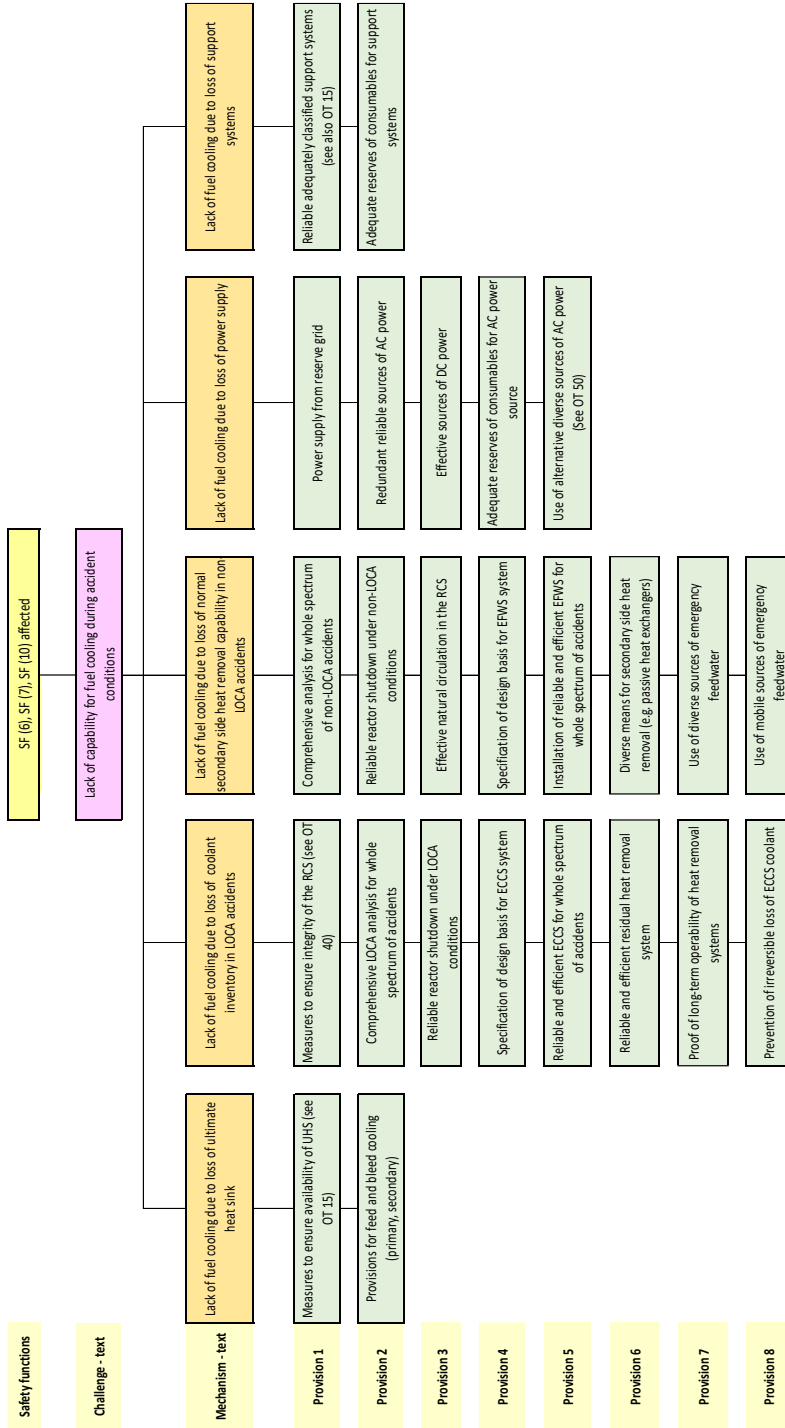 Safety functions
SF (6), SF (7), SF (10) affected
Challenge - text
Lack of capability for fuel cooling during accident
conditions
Mechanism - text
Lack of fuel cooling due to loss of ultimate
heat sink
Lack of fuel cooling due to loss of coolant
inventory in LOCA accidents
Lack of fuel cooling due to loss of normal
secondary side heat removal capability in non-
LOCA accidents
Lack of fuel cooling due to loss of power supply
Lack of fuel cooling due to loss of support
systems
Provision 1
Measures to ensure availability of UHS (see
OT 15)
Measures to ensure integrity of the RCS (see OT
40)
Comprehensive analysis for whole spectrum
of non-LOCA accidents
Power supply from reserve grid
Reliable adequately classified support systems
(see also OT 15)
Provision 2
Provisions for feed and bleed cooling
(primary, secondary)
Comprehensive LOCA analysis for whole
spectrum of accidents
Reliable reactor shutdown under non-LOCA
conditions
Redundant reliable sources of AC power
Adequate reserves of consumables for support
systems
Provision 3
Reliable reactor shutdown under LOCA
conditions
Effective natural circulation in the RCS
Effective sources of DC power
Provision 4
Specification of design basis for ECCS system
Specification of design basis for EFWS system
Adequate reserves of consumables for AC power
source
Provision 5
Reliable and efficient ECCS for whole spectrum
of accidents
Installation of reliable and efficient EFWS for
whole spectrum of accidents
Use of alternative diverse sources of AC power
(See OT 50)
Provision 6
Reliable and efficient residual heat removal
system
Diverse means for secondary side heat
removal (e.g. passive heat exchangers)
Provision 7
Proof of long-term operability of heat removal
systems
Use of diverse sources of emergency
feedwater
Provision 8
Prevention of irreversible loss of ECCS coolant
Use of mobile sources of emergency
feedwater